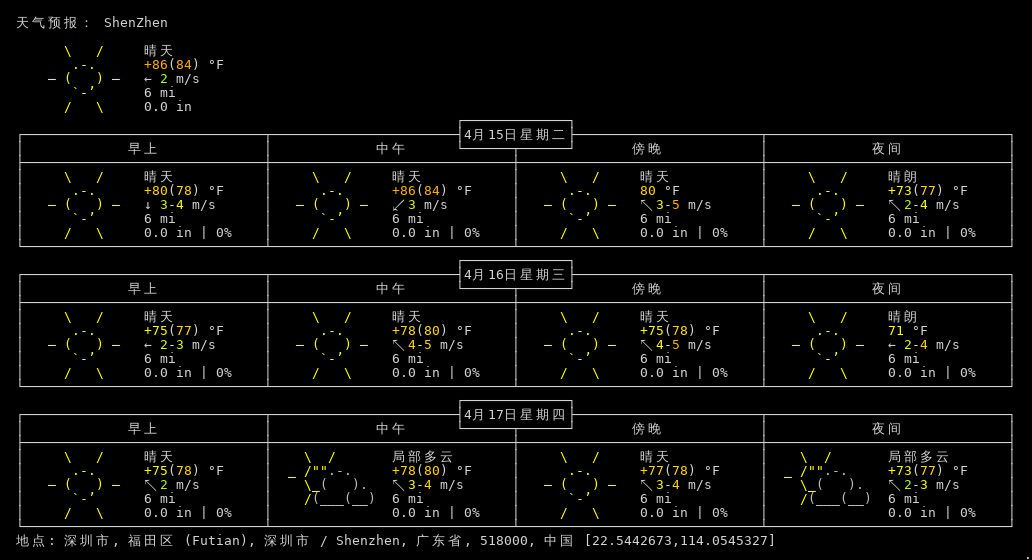 天气预报： ShenZhen
晴天
+86(84) °F
← 2 m/s
6 mi
0.0 in
4月15日星期二
早上 中午 傍晚 夜间
晴天 晴天 晴天 晴朗
+80(78) °F +86(84) °F 80 °F +73(77) °F
↓ 3-4 m/s ↙ 3 m/s ↖ 3-5 m/s ↖ 2-4 m/s
6 mi 6 mi 6 mi 6 mi
0.0 in | 0% 0.0 in | 0% 0.0 in | 0% 0.0 in | 0%
4月16日星期三
早上 中午 傍晚 夜间
晴天 晴天 晴天 晴朗
+75(77) °F +78(80) °F +75(78) °F 71 °F
← 2-3 m/s ↖ 4-5 m/s ↖ 4-5 m/s ← 2-4 m/s
6 mi 6 mi 6 mi 6 mi
0.0 in | 0% 0.0 in | 0% 0.0 in | 0% 0.0 in | 0%
4月17日星期四
早上 中午 傍晚 夜间
晴天 局部多云 晴天 局部多云
+75(78) °F +78(80) °F +77(78) °F +73(77) °F
↖ 2 m/s ↖ 3-4 m/s ↖ 3-4 m/s ↖ 2-3 m/s
6 mi 6 mi 6 mi 6 mi
0.0 in | 0% 0.0 in | 0% 0.0 in | 0% 0.0 in | 0%
地点: 深圳市, 福田区 (Futian), 深圳市 / Shenzhen, 广东省, 518000, 中国 [22.5442673,114.0545327]